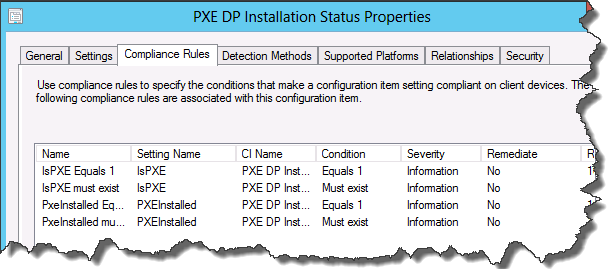 PXE DP Installation Status Properties
General Settings Compliance Rules Detection Methods Supported Platforms Relationships Security
Use compliance rules to specify the conditions that make a configuration item setting compliant on client devices. The
following compliance rules are associated with this configuration item.
Name Setting Name CI Name Condition Severity Remediate
IsPXE Equals 1 IsPXE PXE DP Inst... Equals 1 Information No
IsPXE must exist IsPXE PXE DP Inst... Must exist Information No
PxeInstalled Eq... PXEInstalled PXE DP Inst... Equals 1 Information No
PxeInstalled mu... PXEInstalled PXE DP Inst... Must exist Information No